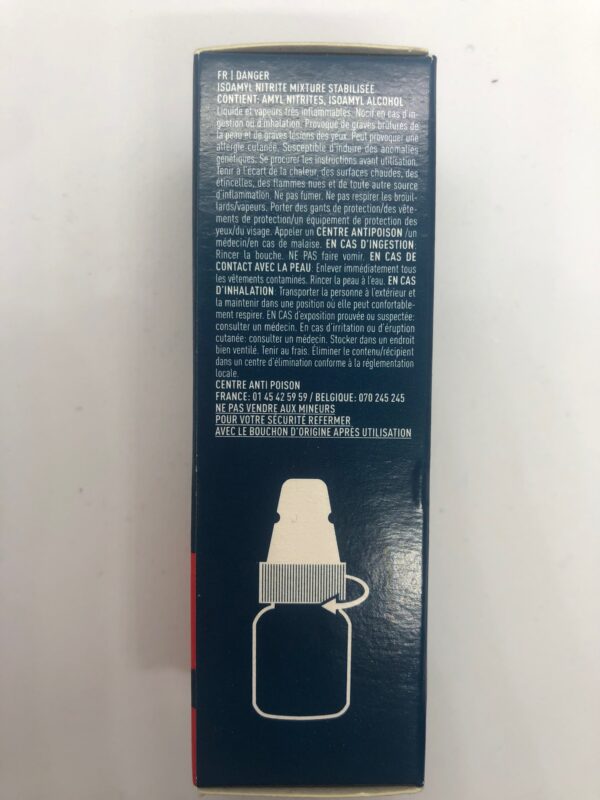 FR | DANGER
ISOAMYL NITRITE MIXTURE STABILISÉE
CONTIENT: AMYL NITRITES, ISOAMYL ALCOHOL
Liquide et vapeurs très inflammables. Nocif en cas d'in-
gestion ou d'inhalation. Provoque de graves brûlures de
la peau et de graves lésions des yeux. Peut provoquer une
allergie cutanée. Susceptible d'induire des anomalies
génétiques. Se procurer les instructions avant utilisation.
Tenir à l'écart de la chaleur, des surfaces chaudes, des
étincelles, des flammes nues et de toute autre source
d'inflammation. Ne pas fumer. Ne pas respirer les brouil-
lards/vapeurs. Porter des gants de protection/des vête-
ments de protection/un équipement de protection des
yeux/du visage. Appeler un CENTRE ANTIPOISON /un
médecin/en cas de malaise. EN CAS D'INGESTION:
Rincer la bouche. NE PAS faire vomir. EN CAS DE
CONTACT AVEC LA PEAU: Enlever immédiatement tous
les vêtements contaminés. Rincer la peau à l'eau. EN CAS
D'INHALATION: Transporter la personne à l'extérieur et
la maintenir dans une position où elle peut confortable-
ment respirer. EN CAS d'exposition prouvée ou suspectée:
consulter un médecin. En cas d'irritation ou d'éruption
cutanée: consulter un médecin. Stocker dans un endroit
bien ventilé. Tenir au frais. Éliminer le contenu/récipient
dans un centre d'élimination conforme à la réglementation
locale.
CENTRE ANTI POISON
FRANCE: 01 45 42 59 59 / BELGIQUE: 070 245 245
NE PAS VENDRE AUX MINEURS
POUR VOTRE SÉCURITÉ REFERMER
AVEC LE BOUCHON D'ORIGINE APRÈS UTILISATION